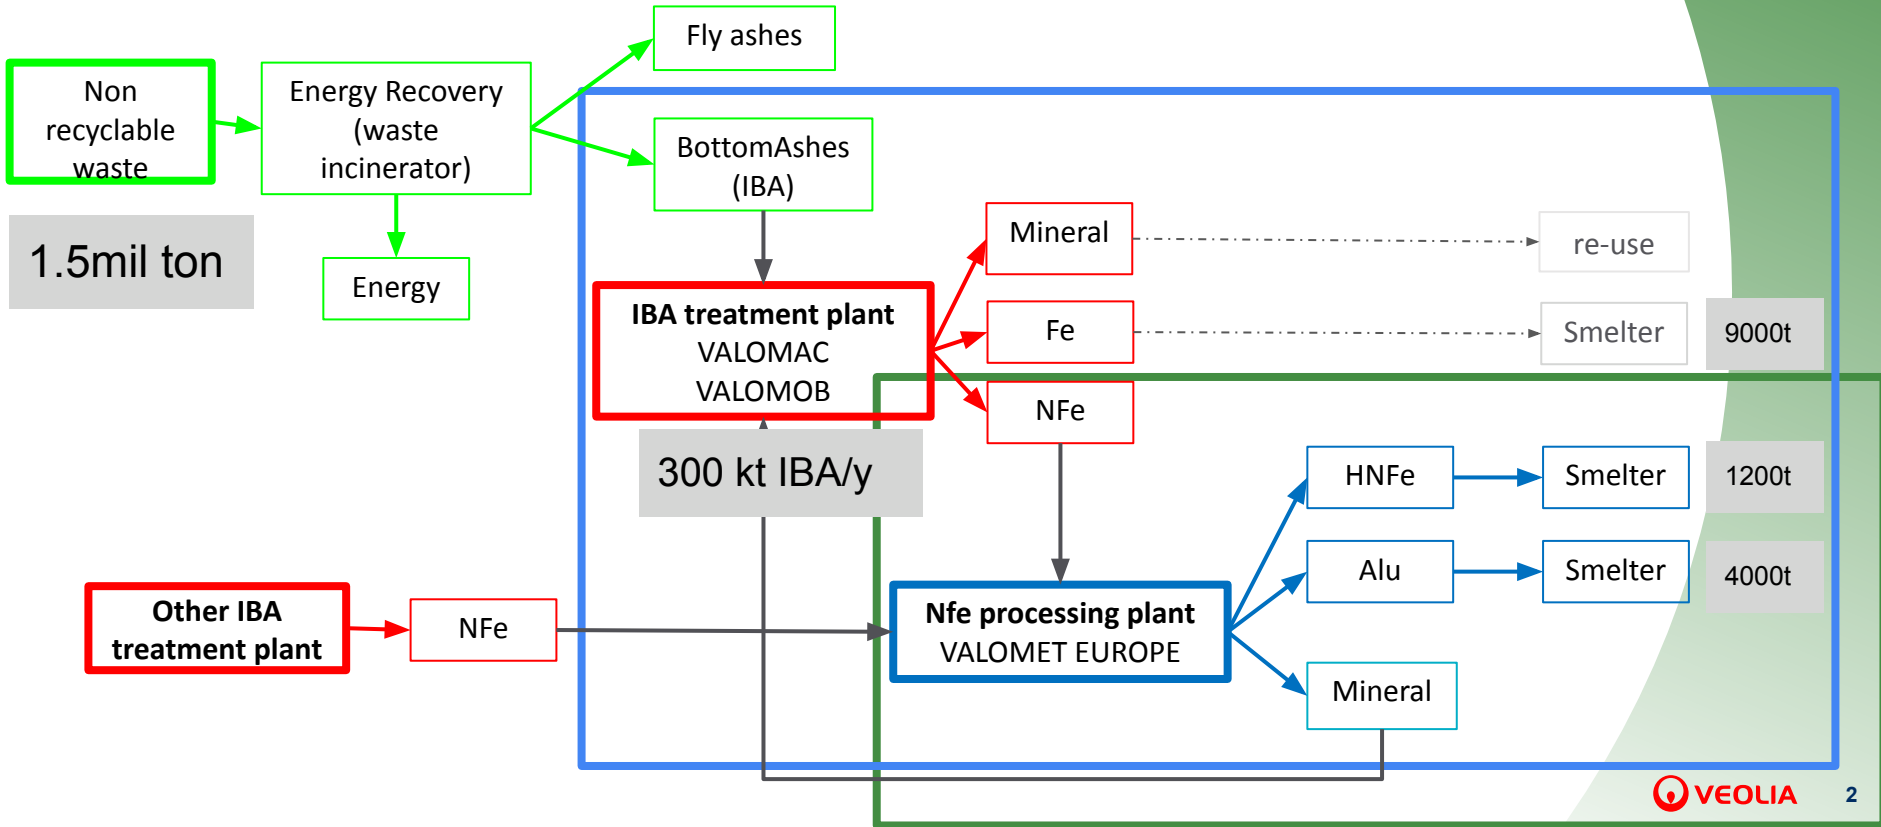 Fly ashes
Non
recyclable
waste
Energy Recovery
(waste
incinerator)
BottomAshes
(IBA)
1.5mil ton
Energy
Mineral
re-use
IBA treatment plant
VALOMAC
VALOMOB
Fe
Smelter
9000t
NFe
300 kt IBA/y
HNFe
Smelter
1200t
Alu
Smelter
4000t
Other IBA
treatment plant
NFe
Nfe processing plant
VALOMET EUROPE
Mineral
VEOLIA
2